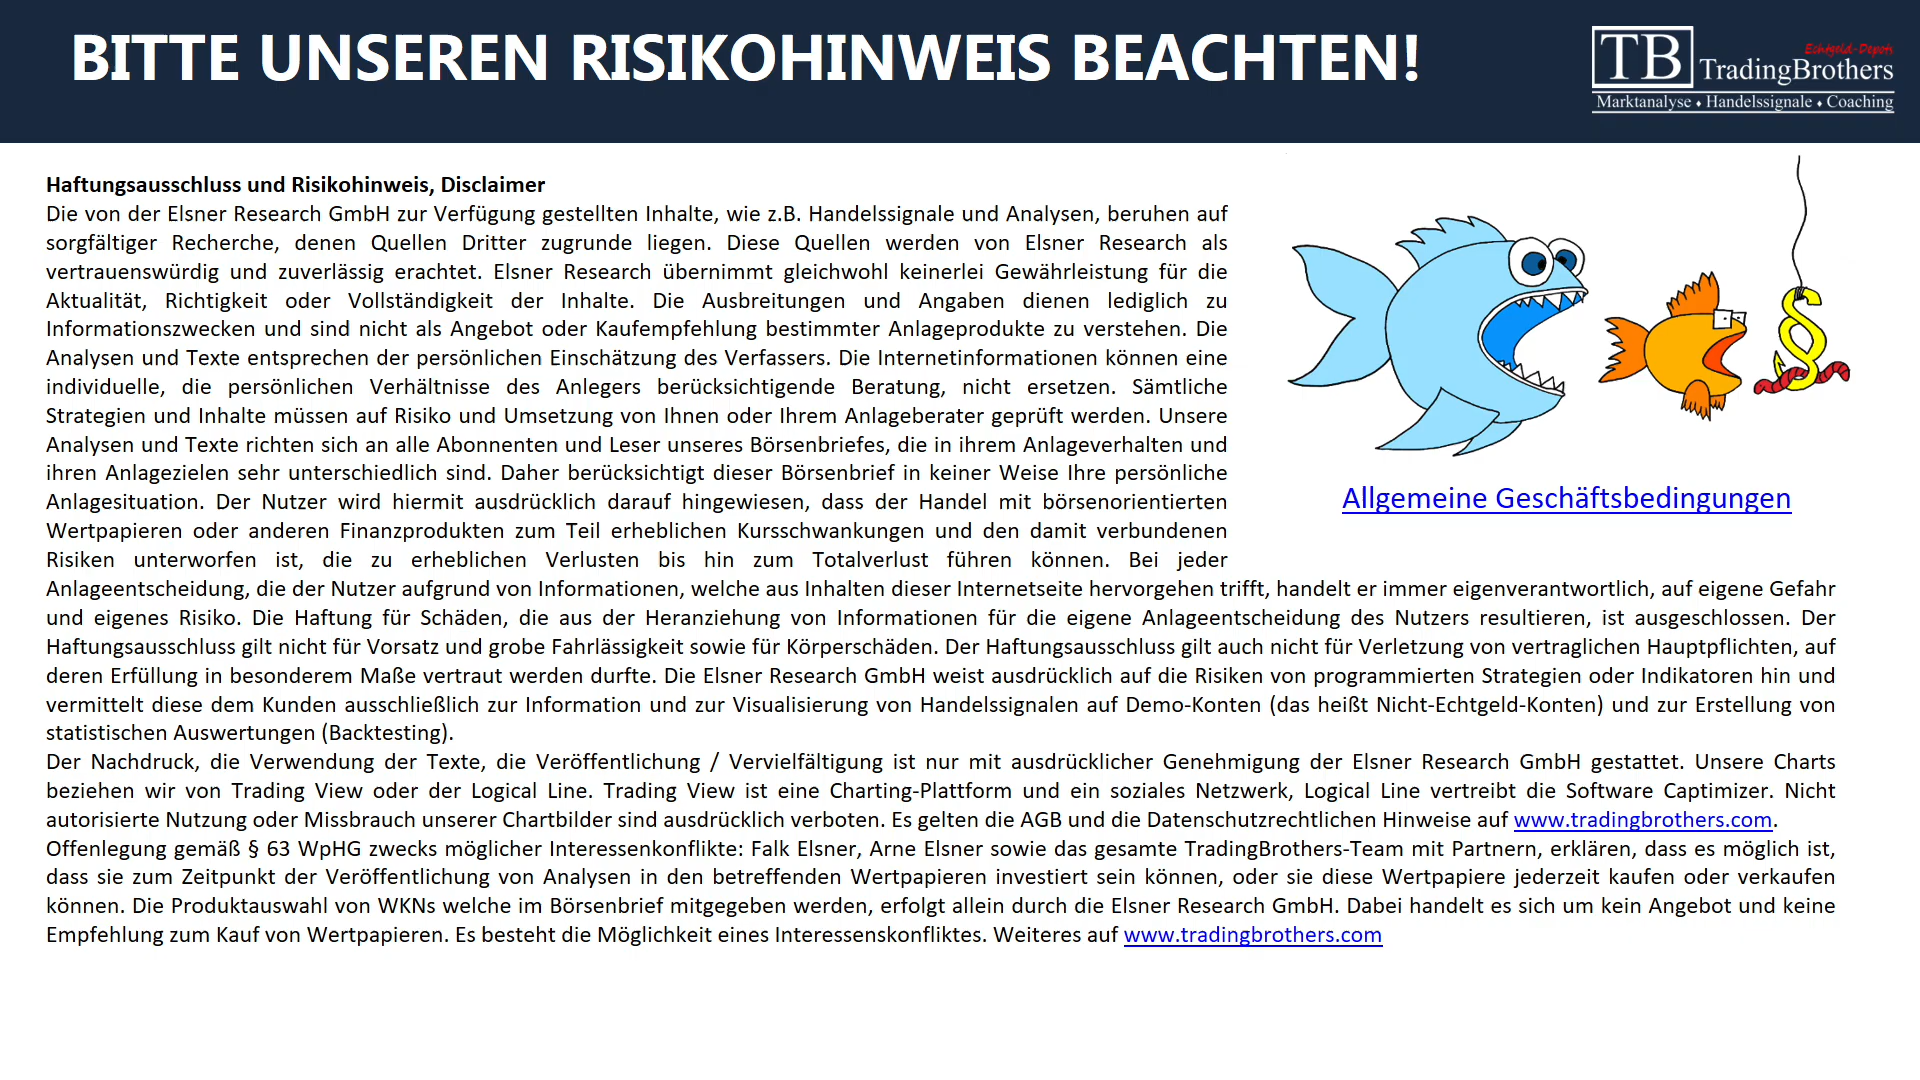 BITTE UNSEREN RISIKOHINWEIS BEACHTEN!
TB
Echtgeld-Depots
TradingBrothers
Marktanalyse ♦ Handelssignale ♦ Coaching
Haftungsausschluss und Risikohinweis, Disclaimer
Die von der Elsner Research GmbH zur Verfügung gestellten Inhalte, wie z.B. Handelssignale und Analysen, beruhen auf
sorgfältiger Recherche, denen Quellen Dritter zugrunde liegen. Diese Quellen werden von Elsner Research als
vertrauenswürdig und zuverlässig erachtet. Elsner Research übernimmt gleichwohl keinerlei Gewährleistung für die
Aktualität, Richtigkeit oder Vollständigkeit der Inhalte. Die Ausbreitungen und Angaben dienen lediglich zu
Informationszwecken und sind nicht als Angebot oder Kaufempfehlung bestimmter Anlageprodukte zu verstehen. Die
Analysen und Texte entsprechen der persönlichen Einschätzung des Verfassers. Die Internetinformationen können eine
individuelle, die persönlichen Verhältnisse des Anlegers berücksichtigende Beratung, nicht ersetzen. Sämtliche
Strategien und Inhalte müssen auf Risiko und Umsetzung von Ihnen oder Ihrem Anlageberater geprüft werden. Unsere
Analysen und Texte richten sich an alle Abonnenten und Leser unseres Börsenbriefes, die in ihrem Anlageverhalten und
ihren Anlagezielen sehr unterschiedlich sind. Daher berücksichtigt dieser Börsenbrief in keiner Weise Ihre persönliche
Anlagesituation. Der Nutzer wird hiermit ausdrücklich darauf hingewiesen, dass der Handel mit börsenorientierten
Wertpapieren oder anderen Finanzprodukten zum Teil erheblichen Kursschwankungen und den damit verbundenen
Risiken unterworfen ist, die zu erheblichen Verlusten bis hin zum Totalverlust führen können. Bei jeder
Anlageentscheidung, die der Nutzer aufgrund von Informationen, welche aus Inhalten dieser Internetseite hervorgehen trifft, handelt er immer eigenverantwortlich, auf eigene Gefahr
und eigenes Risiko. Die Haftung für Schäden, die aus der Heranziehung von Informationen für die eigene Anlageentscheidung des Nutzers resultieren, ist ausgeschlossen. Der
Haftungsausschluss gilt nicht für Vorsatz und grobe Fahrlässigkeit sowie für Körperschäden. Der Haftungsausschluss gilt auch nicht für Verletzung von vertraglichen Hauptpflichten, auf
deren Erfüllung in besonderem Maße vertraut werden durfte. Die Elsner Research GmbH weist ausdrücklich auf die Risiken von programmierten Strategien oder Indikatoren hin und
vermittelt diese dem Kunden ausschließlich zur Information und zur Visualisierung von Handelssignalen auf Demo-Konten (das heißt Nicht-Echtgeld-Konten) und zur Erstellung von
statistischen Auswertungen (Backtesting).
Der Nachdruck, die Verwendung der Texte, die Veröffentlichung / Vervielfältigung ist nur mit ausdrücklicher Genehmigung der Elsner Research GmbH gestattet. Unsere Charts
beziehen wir von Trading View oder der Logical Line. Trading View ist eine Charting-Plattform und ein soziales Netzwerk, Logical Line vertreibt die Software Captimizer. Nicht
autorisierte Nutzung oder Missbrauch unserer Chartbilder sind ausdrücklich verboten. Es gelten die AGB und die Datenschutzrechtlichen Hinweise auf www.tradingbrothers.com.
Offenlegung gemäß § 63 WpHG zwecks möglicher Interessenkonflikte: Falk Elsner, Arne Elsner sowie das gesamte TradingBrothers-Team mit Partnern, erklären, dass es möglich ist,
dass sie zum Zeitpunkt der Veröffentlichung von Analysen in den betreffenden Wertpapieren investiert sein können, oder sie diese Wertpapiere jederzeit kaufen oder verkaufen
können. Die Produktauswahl von WKNs welche im Börsenbrief mitgegeben werden, erfolgt allein durch die Elsner Research GmbH. Dabei handelt es sich um kein Angebot und keine
Empfehlung zum Kauf von Wertpapieren. Es besteht die Möglichkeit eines Interessenskonfliktes. Weiteres auf www.tradingbrothers.com
§
Allgemeine Geschäftsbedingungen